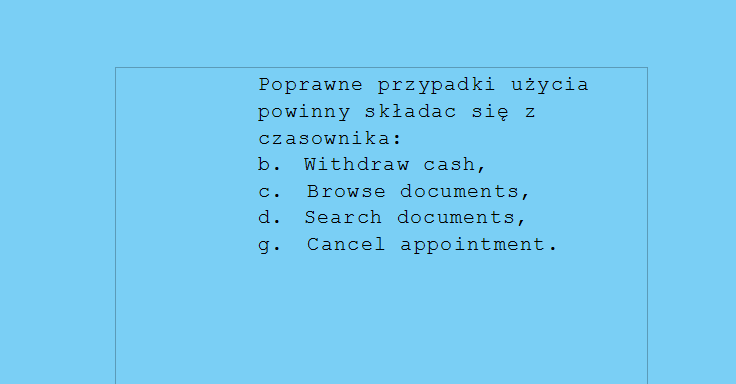 Poprawne przypadki użycia
powinny składac się z
czasownika:
b. Withdraw cash,
c. Browse documents,
d. Search documents,
g. Cancel appointment.